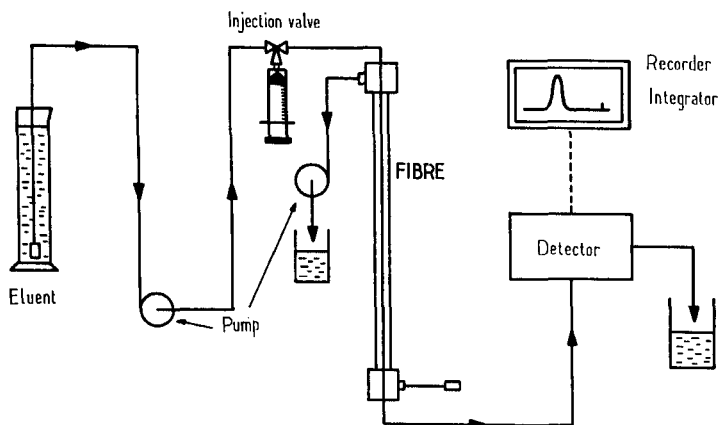 Injection valve
Recorder
Integrator
FIBRE
Detector
Eluent
Pump